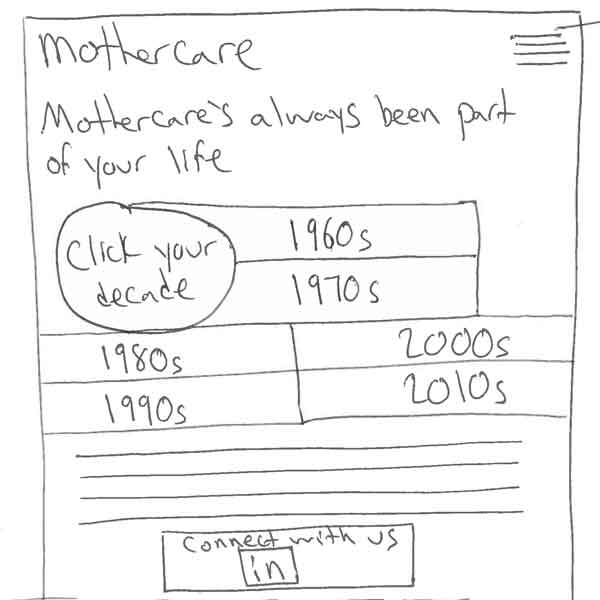 Mothercare
Mothercare's always been part
of your life
Click your
decade
1960s
1970s
1980s
1990s
2000s
2010s
Connect with us
in